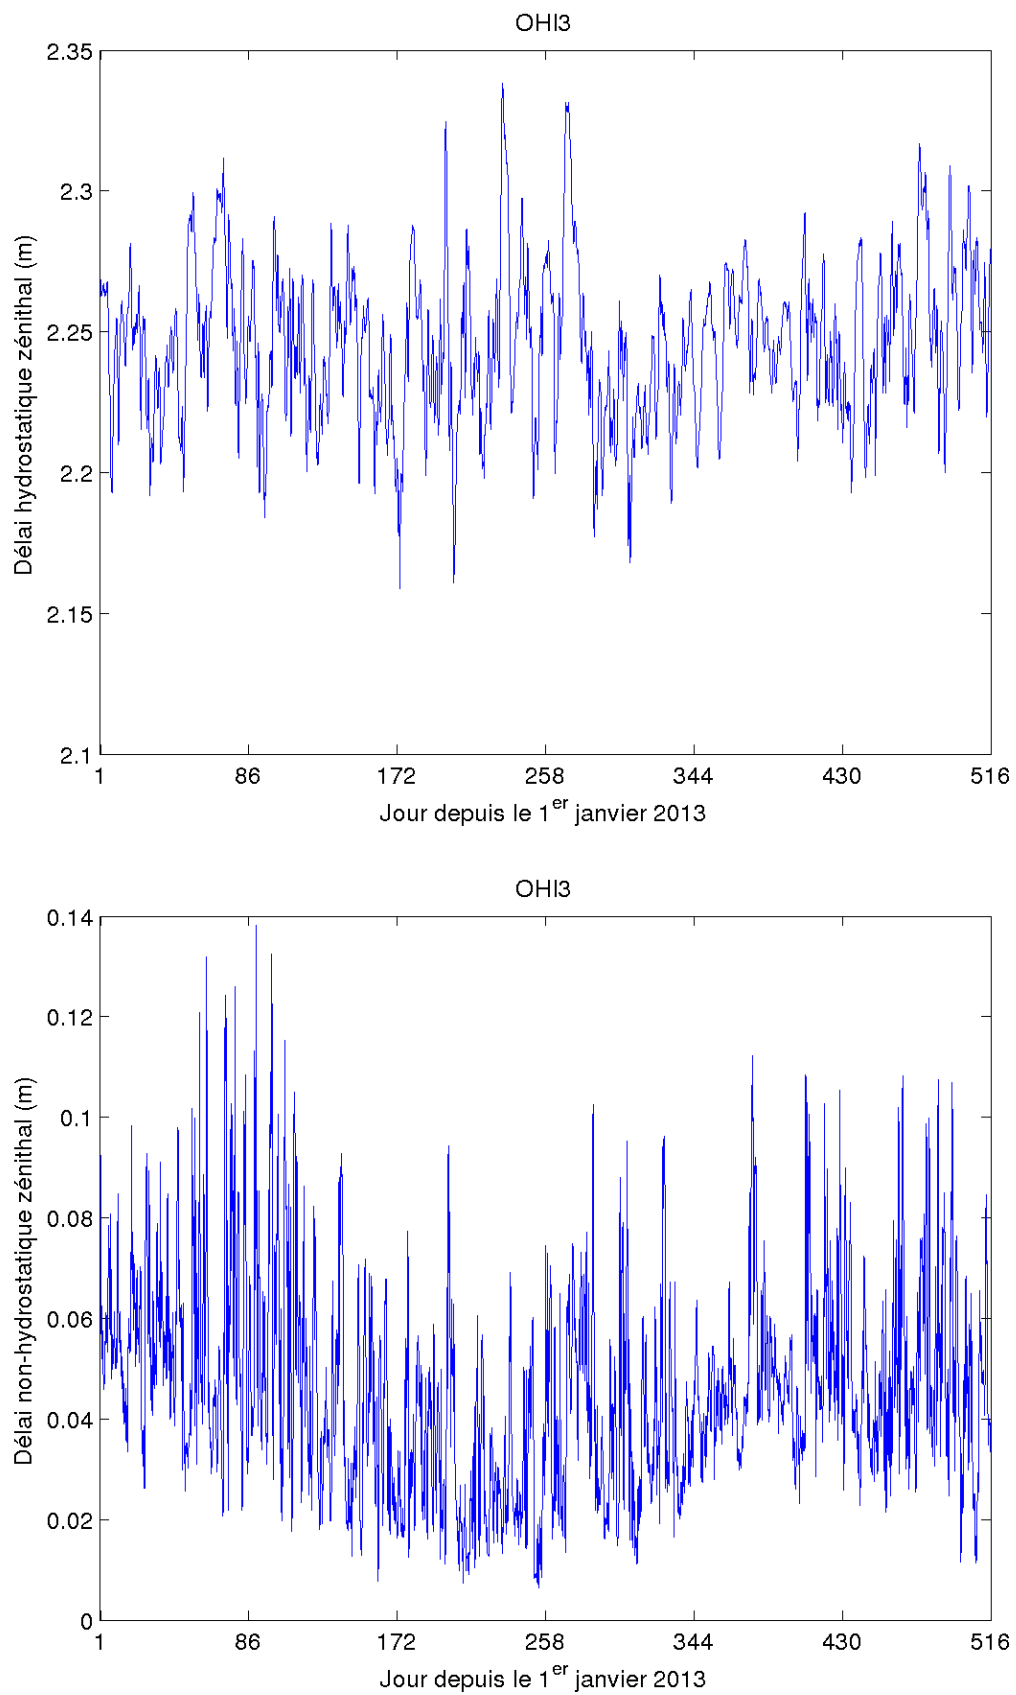 OHI3
2.35
2.3
2.25
2.2
2.15
2.1
Délai hydrostatique zénithal (m)
1 86 172 258 344 430 516
Jour depuis le 1er janvier 2013
OHI3
0.14
0.12
0.1
0.08
0.06
0.04
0.02
0
Délai non-hydrostatique zénithal (m)
1 86 172 258 344 430 516
Jour depuis le 1er janvier 2013